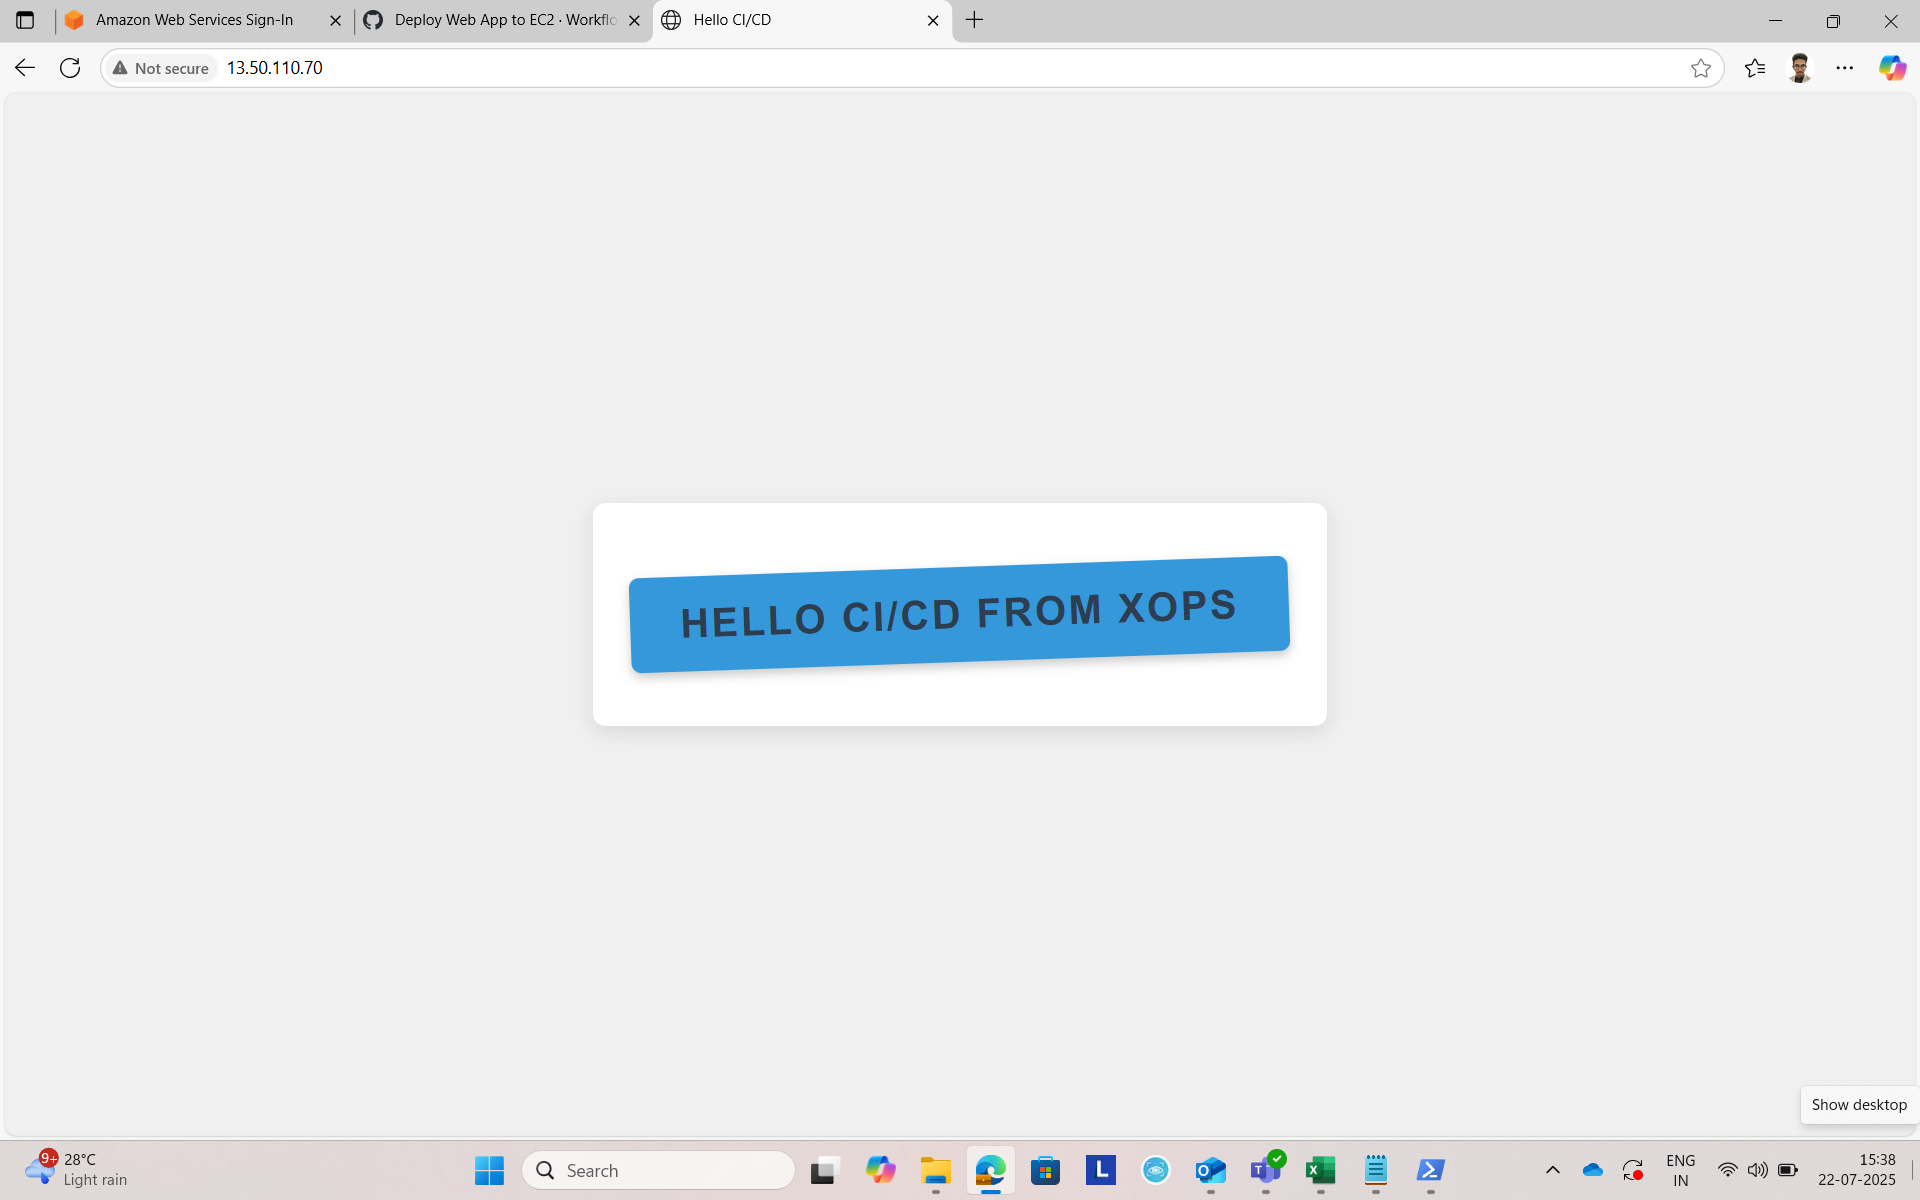 Amazon Web Services Sign-In
Deploy Web App to EC2 · Workflo
Hello CI/CD
Not secure
13.50.110.70
HELLO CI/CD FROM XOPS
Show desktop
9+
28°C
Light rain
Search
L
O
T
X
ENG
IN
15:38
22-07-2025